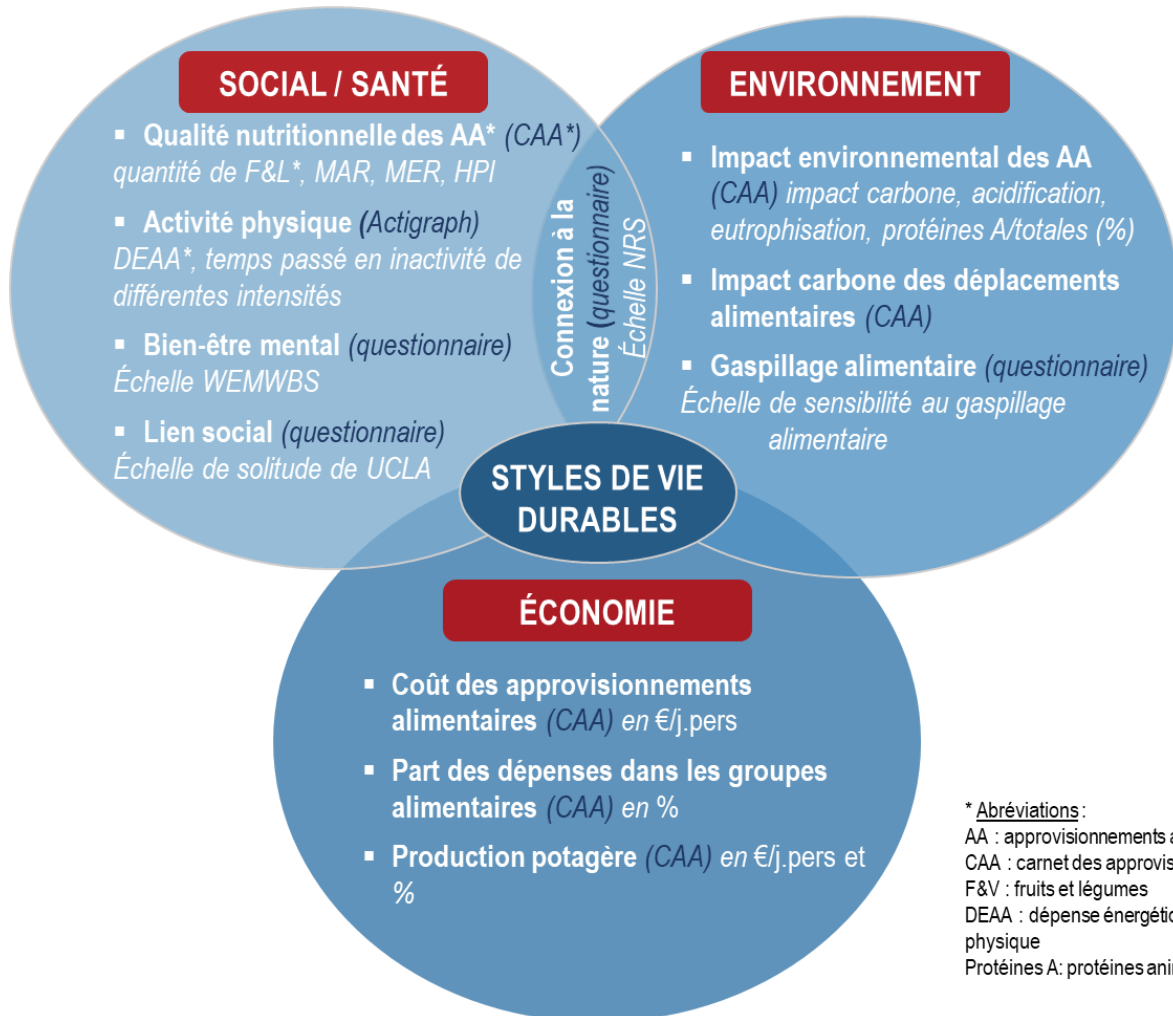 SOCIAL / SANTÉ
▪ Qualité nutritionnelle des AA* (CAA*)
quantité de F&L*, MAR, MER, HPI
▪ Activité physique (Actigraph)
DEAA*, temps passé en inactivité de
différentes intensités
▪ Bien-être mental (questionnaire)
Échelle WEMWBS
▪ Lien social (questionnaire)
Échelle de solitude de UCLA
Connexion à la
nature (questionnaire)
Échelle NRS
ENVIRONNEMENT
▪ Impact environnemental des AA
(CAA) impact carbone, acidification,
eutrophisation, protéines A/totales (%)
▪ Impact carbone des déplacements
alimentaires (CAA)
▪ Gaspillage alimentaire (questionnaire)
Échelle de sensibilité au gaspillage
alimentaire
STYLES DE VIE
DURABLES
ÉCONOMIE
▪ Coût des approvisionnements
alimentaires (CAA) en €/j.pers
▪ Part des dépenses dans les groupes
alimentaires (CAA) en %
▪ Production potagère (CAA) en €/j.pers et
%
* Abréviations :
AA : approvisionnements
CAA : carnet des
F&V : fruits et légumes
DEAA : dépense
physique
Protéines A: protéines